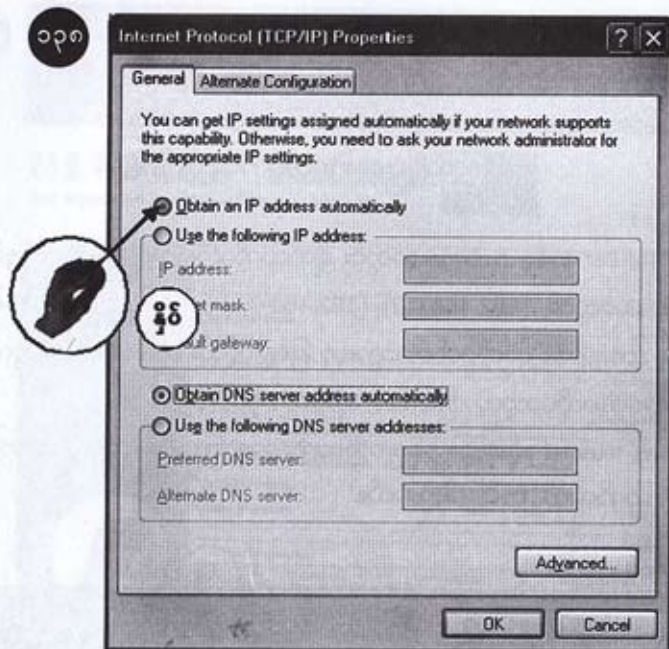 ၁၃၈
Internet Protocol (TCP/IP) Properties
General
Alternate Configuration
You can get IP settings assigned automatically if your network supports
this capability. Otherwise, you need to ask your network administrator for
the appropriate IP settings.
Obtain an IP address automatically
Use the following IP address:
IP address:
နှိပ်
mask:
gateway:
Obtain DNS server address automatically
Use the following DNS server addresses:
Preferred DNS server:
Alternate DNS server:
Advanced...
OK
Cancel